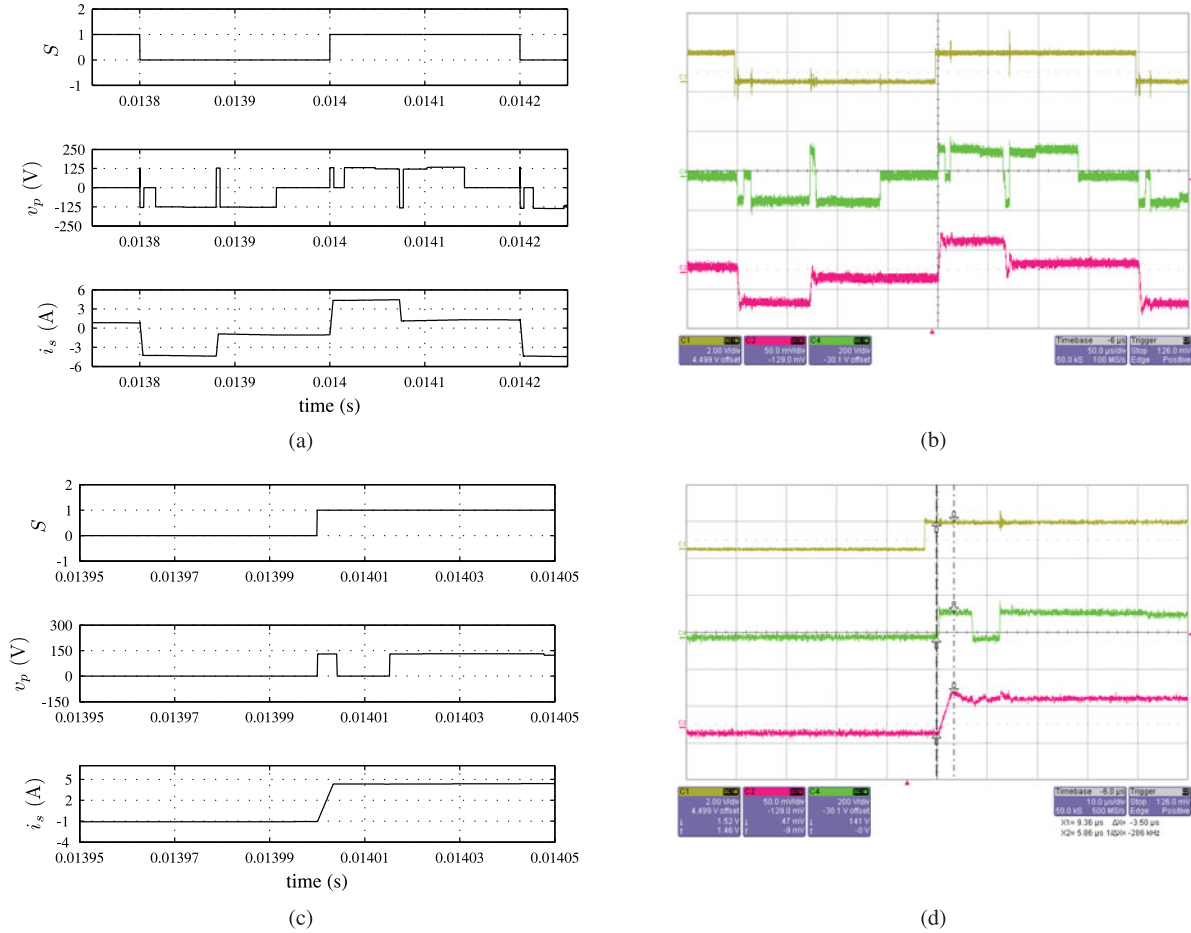 2
1
0
-1
S
0.0138 0.0139 0.014 0.0141 0.0142
250
125
0
-125
-250
v_p (V)
0.0138 0.0139 0.014 0.0141 0.0142
6
3
0
-3
-6
i_s (A)
0.0138 0.0139 0.014 0.0141 0.0142
time (s)
(a)
C1
2.00 V/div
4.499 V offset
C2
50.0 mV/div
-129.0 mV
C4
200 V/div
-30.1 V offset
Timebase -6 µs
50.0 µs/div
50.0 kS 100 MS/s
Trigger
Stop 126.0 mV
Edge Positive
(b)
2
1
0
-1
S
0.01395 0.01397 0.01399 0.01401 0.01403 0.01405
300
150
0
-150
v_p (V)
0.01395 0.01397 0.01399 0.01401 0.01403 0.01405
5
2
-1
-4
i_s (A)
0.01395 0.01397 0.01399 0.01401 0.01403 0.01405
time (s)
(c)
C1
2.00 V/div
4.499 V offset
1.52 V
1.46 V
C2
50.0 mV/div
-129.0 mV
47 mV
-9 mV
C4
200 V/div
-30.1 V offset
141 V
-0 V
Timebase -6.0 µs
10.0 µs/div
50.0 kS 500 MS/s
Trigger
Stop 126.0 mV
Edge Positive
X1= 9.36 µs ΔX= -3.50 µs
X2= 5.86 µs 1/ΔX= -286 kHz
(d)